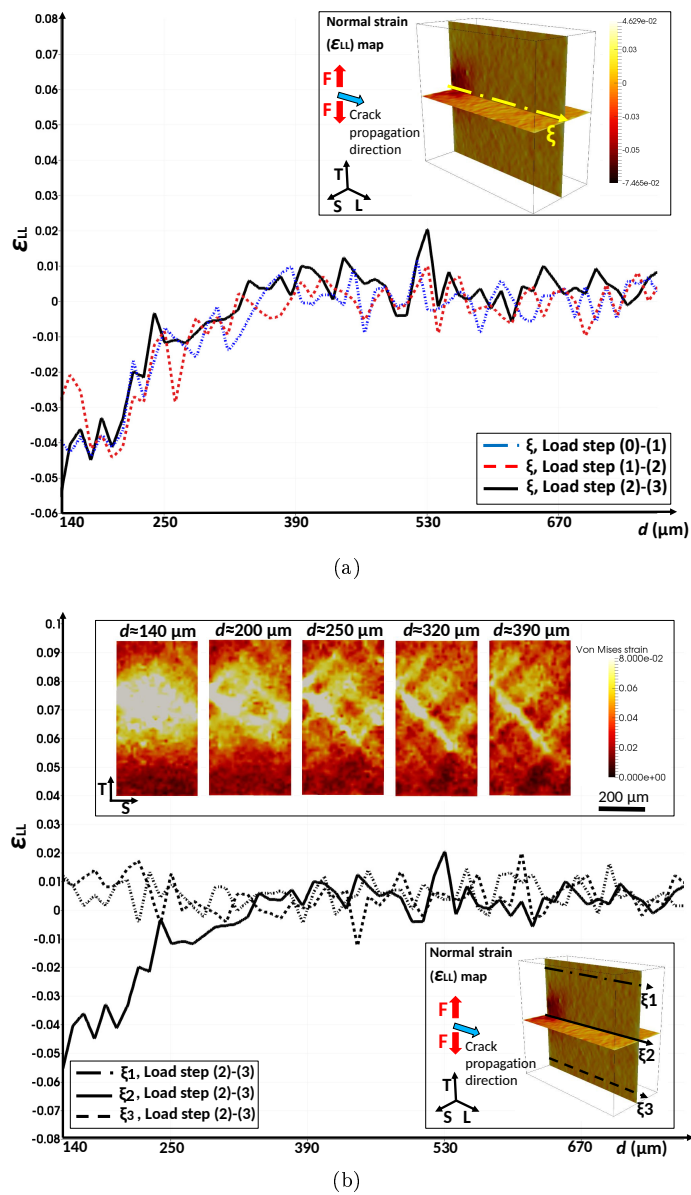 0.08
0.07
0.06
0.05
0.04
0.03
0.02
0.01
0
-0.01
-0.02
-0.03
-0.04
-0.05
-0.06
εLL
140 250 390 530 670
d (μm)
Normal strain
(εLL) map
F
F
Crack
propagation
direction
T
S L
ξ
4.629e-02
0.03
0
-0.03
-0.05
-7.465e-02
ξ, Load step (0)-(1)
ξ, Load step (1)-(2)
ξ, Load step (2)-(3)
(a)
0.1
0.09
0.08
0.07
0.06
0.05
0.04
0.03
0.02
0.01
0
-0.01
-0.02
-0.03
-0.04
-0.05
-0.06
-0.07
-0.08
εLL
140 250 390 530 670
d (μm)
d≈140 μm d≈200 μm d≈250 μm d≈320 μm d≈390 μm
Von Mises strain
8.000e-02
0.06
0.04
0.02
0.000e+00
T
S
200 μm
Normal strain
(εLL) map
F
F
Crack
propagation
direction
T
S L
ξ1
ξ2
ξ3
ξ1, Load step (2)-(3)
ξ2, Load step (2)-(3)
ξ3 , Load step (2)-(3)
(b)